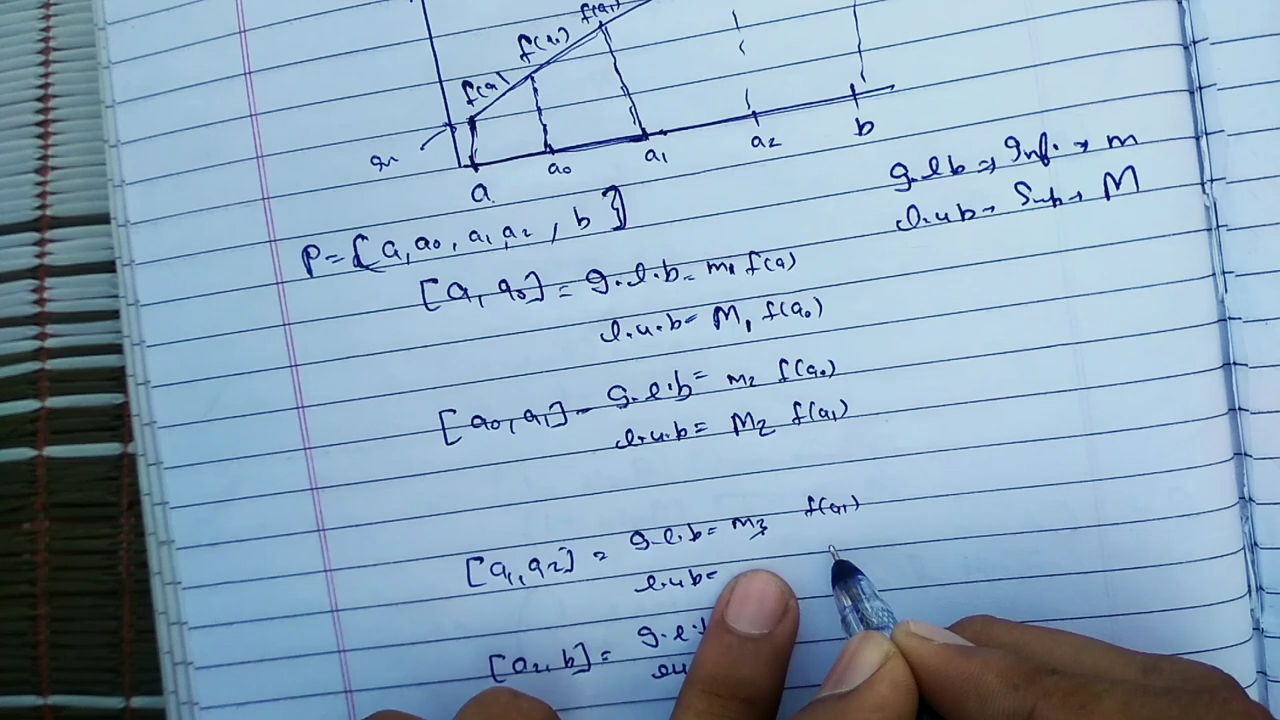 f(a)
f(a₀)
f(a₁)
a
a₀
a₁
a₂
b
g.l.b → Inf. → m
l.u.b → Sup → M
P = [a, a₀, a₁, a₂, b]
[a, a₀] = g.l.b = m₁ f(a)
l.u.b = M₁ f(a₀)
[a₀, a₁] = g.l.b = m₂ f(a₀)
l.u.b = M₂ f(a₁)
[a₁, a₂] = g.l.b = m₃ f(a₁)
l.u.b =
[a₂, b] = g.l.